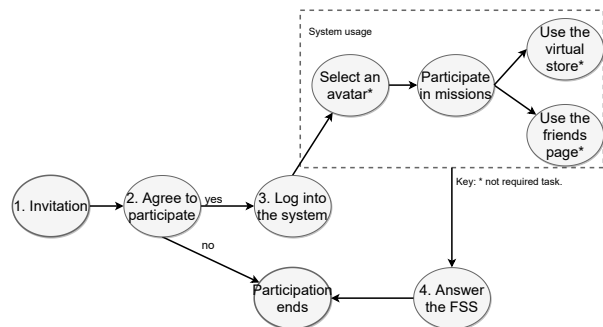 System usage
Use the
virtual
store*
Select an
avatar*
Participate
in missions
Use the
friends
page*
Key: * not required task.
1. Invitation
2. Agree to
participate
yes
3. Log into
the system
no
Participation
ends
4. Answer
the FSS